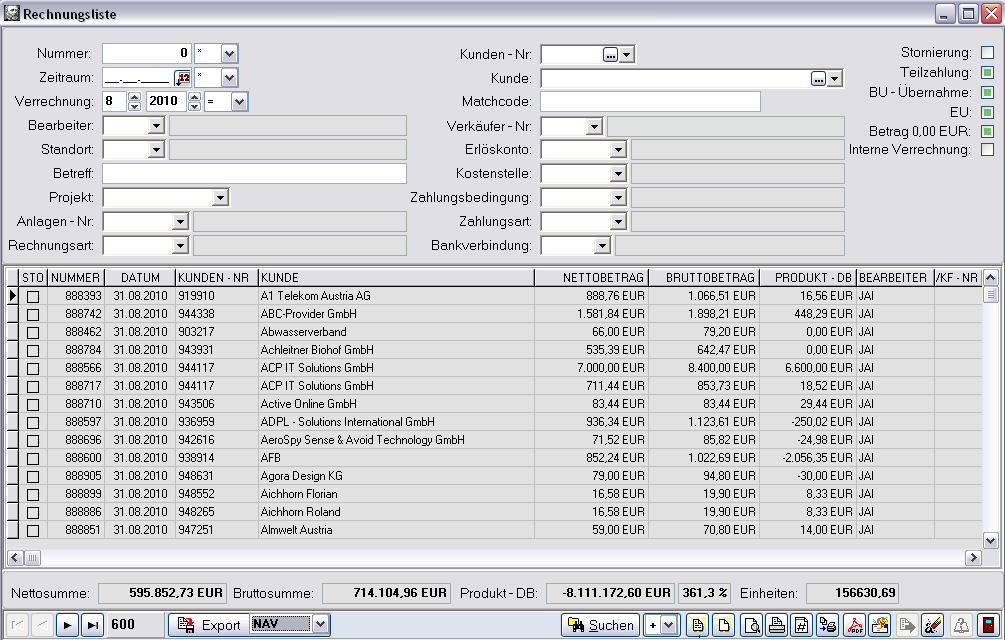 Rechnungsliste
Nummer: 0 *
Kunden - Nr: ...
Stornierung:
Zeitraum: __.__.____ 12 *
Kunde: ...
Teilzahlung:
Verrechnung: 8 2010 =
Matchcode:
BU - Übernahme:
EU:
Bearbeiter:
Verkäufer - Nr:
Betrag 0,00 EUR:
Standort:
Erlöskonto:
Interne Verrechnung:
Betreff:
Kostenstelle:
Projekt:
Zahlungsbedingung:
Anlagen - Nr:
Zahlungsart:
Rechnungsart:
Bankverbindung:
STO NUMMER DATUM KUNDEN - NR KUNDE NETTOBETRAG BRUTTOBETRAG PRODUKT - DB BEARBEITER /KF - NR
888393 31.08.2010 919910 A1 Telekom Austria AG 888,76 EUR 1.066,51 EUR 16,56 EUR JAI
888742 31.08.2010 944338 ABC-Provider GmbH 1.581,84 EUR 1.898,21 EUR 448,29 EUR JAI
888462 31.08.2010 903217 Abwasserverband 66,00 EUR 79,20 EUR 0,00 EUR JAI
888784 31.08.2010 943931 Achleitner Biohof GmbH 535,39 EUR 642,47 EUR 0,00 EUR JAI
888566 31.08.2010 944117 ACP IT Solutions GmbH 7.000,00 EUR 8.400,00 EUR 6.600,00 EUR JAI
888717 31.08.2010 944117 ACP IT Solutions GmbH 711,44 EUR 853,73 EUR 18,52 EUR JAI
888710 31.08.2010 943506 Active Online GmbH 83,44 EUR 83,44 EUR 29,44 EUR JAI
888597 31.08.2010 936959 ADPL - Solutions International GmbH 936,34 EUR 1.123,61 EUR -250,02 EUR JAI
888696 31.08.2010 942616 AeroSpy Sense & Avoid Technology GmbH 71,52 EUR 85,82 EUR -24,98 EUR JAI
888600 31.08.2010 938914 AFB 852,24 EUR 1.022,69 EUR -2.056,35 EUR JAI
888905 31.08.2010 948631 Agora Design KG 79,00 EUR 94,80 EUR -30,00 EUR JAI
888899 31.08.2010 948552 Aichhorn Florian 16,58 EUR 19,90 EUR 8,33 EUR JAI
888886 31.08.2010 948265 Aichhorn Roland 16,58 EUR 19,90 EUR 8,33 EUR JAI
888851 31.08.2010 947251 Almwelt Austria 59,00 EUR 70,80 EUR 14,00 EUR JAI
Nettosumme: 595.852,73 EUR Bruttosumme: 714.104,96 EUR Produkt - DB: -8.111.172,60 EUR 361,3 % Einheiten: 156630,69
600 Export NAV Suchen +